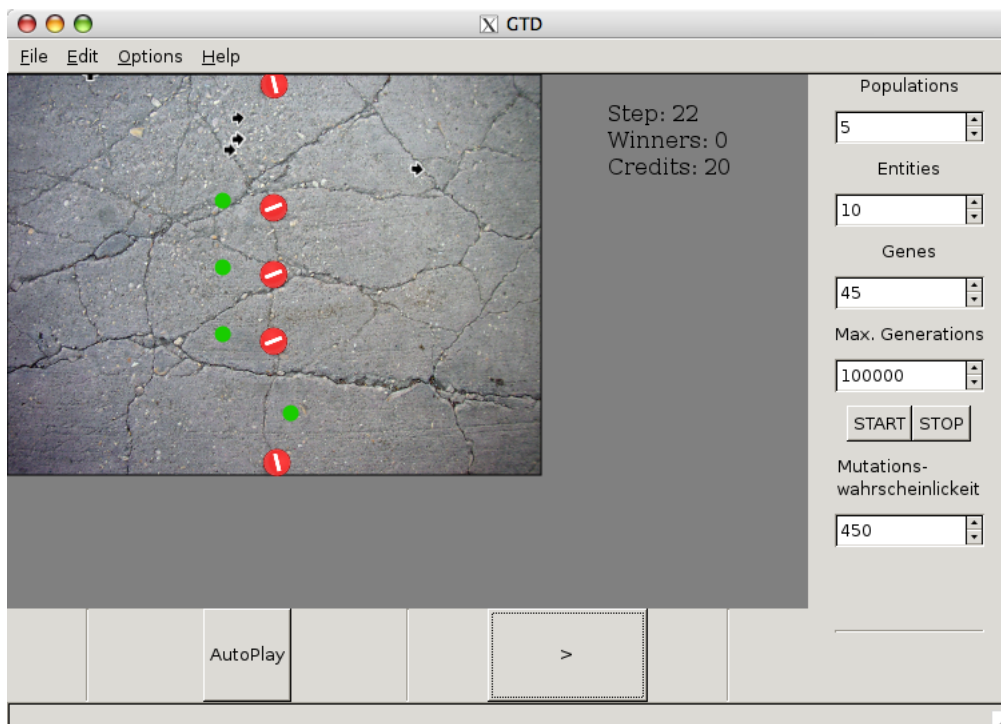 X GTD
File Edit Options Help
Step: 22
Winners: 0
Credits: 20
Populations
5
Entities
10
Genes
45
Max. Generations
100000
START STOP
Mutations-
wahrscheinlickeit
450
AutoPlay >